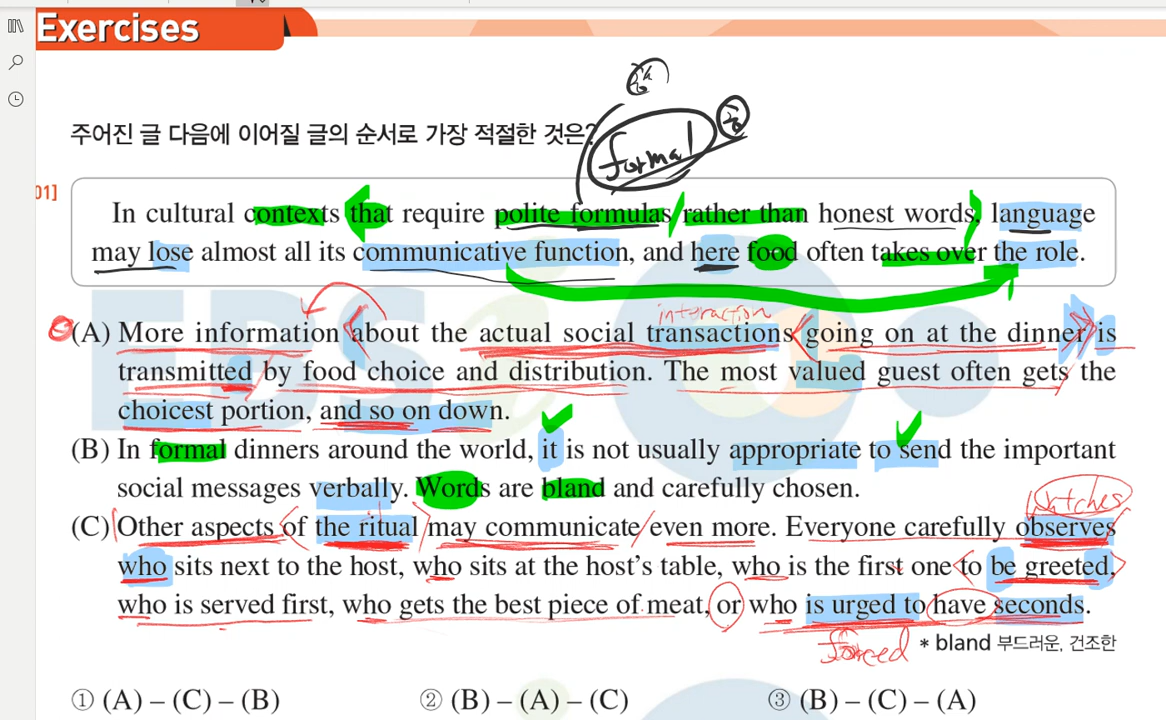 Exercises
주어진 글 다음에 이어질 글의 순서로 가장 적절한 것은?
formal
01]
In cultural contexts that require polite formulas rather than honest words, language
may lose almost all its communicative function, and here food often takes over the role.
interaction
(A) More information about the actual social transactions going on at the dinner is
transmitted by food choice and distribution. The most valued guest often gets the
choicest portion, and so on down.
(B) In formal dinners around the world, it is not usually appropriate to send the important
social messages verbally. Words are bland and carefully chosen.
(C) Other aspects of the ritual may communicate even more. Everyone carefully observes
who sits next to the host, who sits at the host's table, who is the first one to be greeted,
who is served first, who gets the best piece of meat, or who is urged to have seconds.
forced
* bland 부드러운, 건조한
① (A) – (C) – (B) ② (B) – (A) – (C) ③ (B) – (C) – (A)